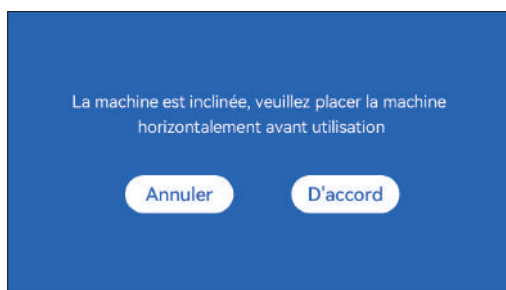 La machine est inclinée, veuillez placer la machine
horizontalement avant utilisation
Annuler D'accord